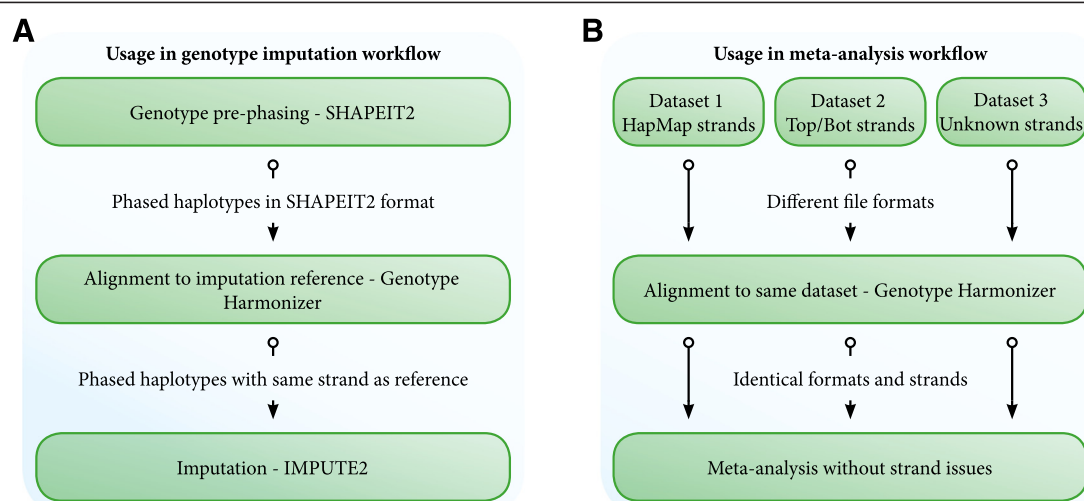 A
Usage in genotype imputation workflow
Genotype pre-phasing - SHAPEIT2
Phased haplotypes in SHAPEIT2 format
Alignment to imputation reference - Genotype
Harmonizer
Phased haplotypes with same strand as reference
Imputation - IMPUTE2
B
Usage in meta-analysis workflow
Dataset 1
HapMap strands
Dataset 2
Top/Bot strands
Dataset 3
Unknown strands
Different file formats
Alignment to same dataset - Genotype Harmonizer
Identical formats and strands
Meta-analysis without strand issues